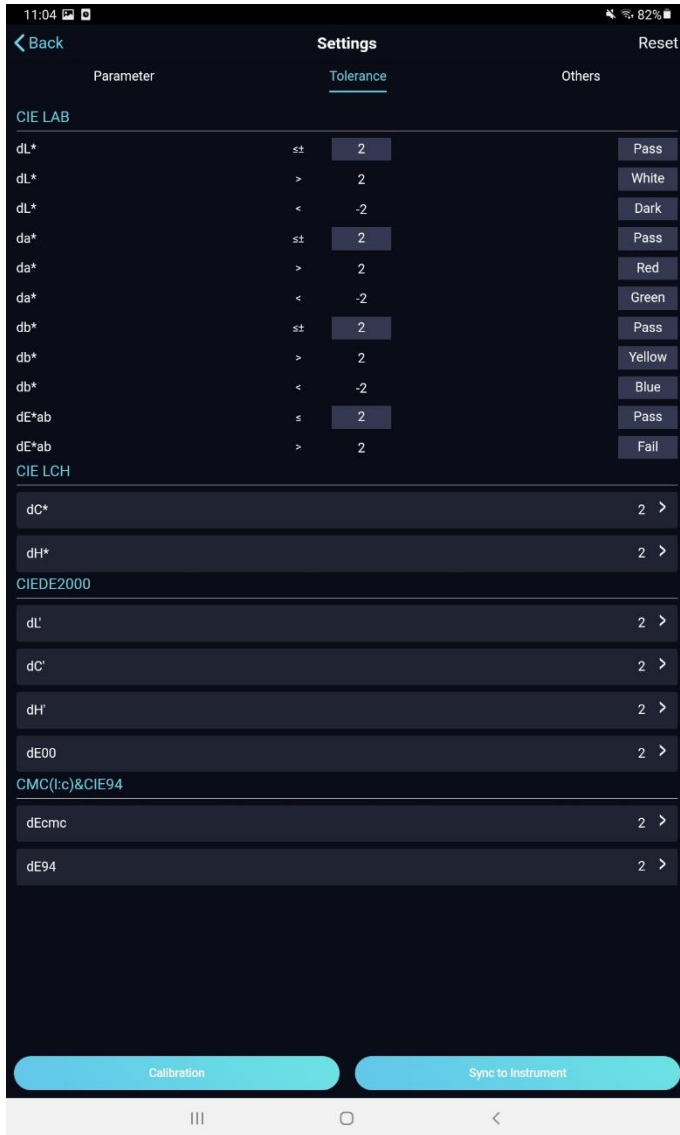 11:04 82%
Back Settings Reset
Parameter Tolerance Others
CIE LAB
dL* ≤± 2 Pass
dL* > 2 White
dL* < -2 Dark
da* ≤± 2 Pass
da* > 2 Red
da* < -2 Green
db* ≤± 2 Pass
db* > 2 Yellow
db* < -2 Blue
dE*ab ≤ 2 Pass
dE*ab > 2 Fail
CIE LCH
dC* 2
dH* 2
CIEDE2000
dL' 2
dC' 2
dH' 2
dE00 2
CMC(l:c)&CIE94
dEcmc 2
dE94 2
Calibration Sync to Instrument